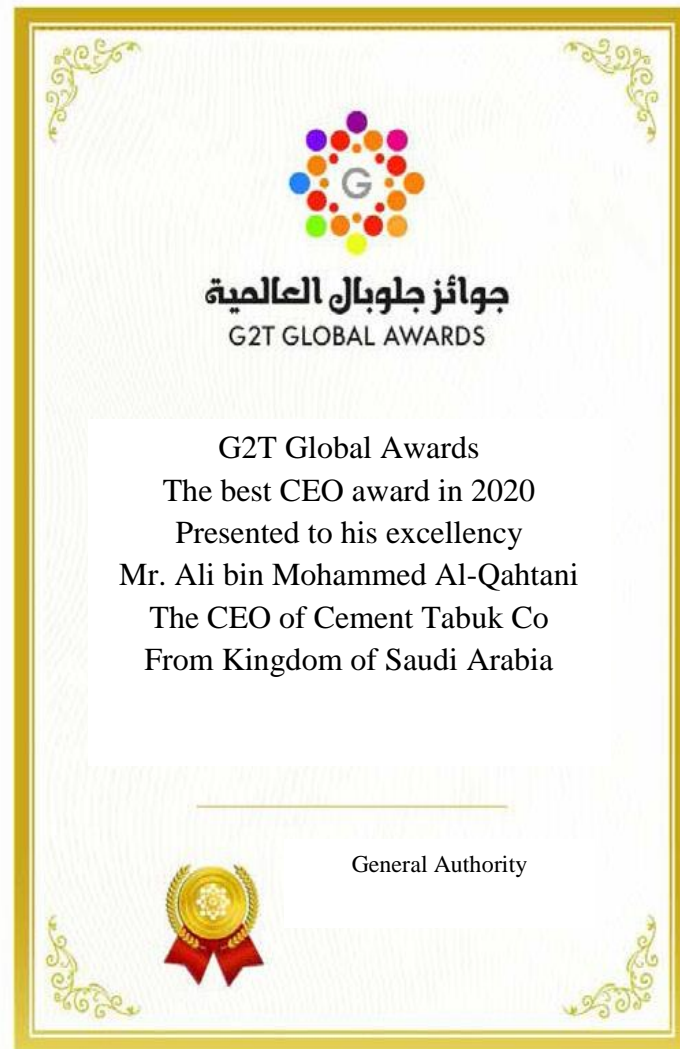 G
جوائز جلوبال العالمية
G2T GLOBAL AWARDS
G2T Global Awards
The best CEO award in 2020
Presented to his excellency
Mr. Ali bin Mohammed Al-Qahtani
The CEO of Cement Tabuk Co
From Kingdom of Saudi Arabia
General Authority